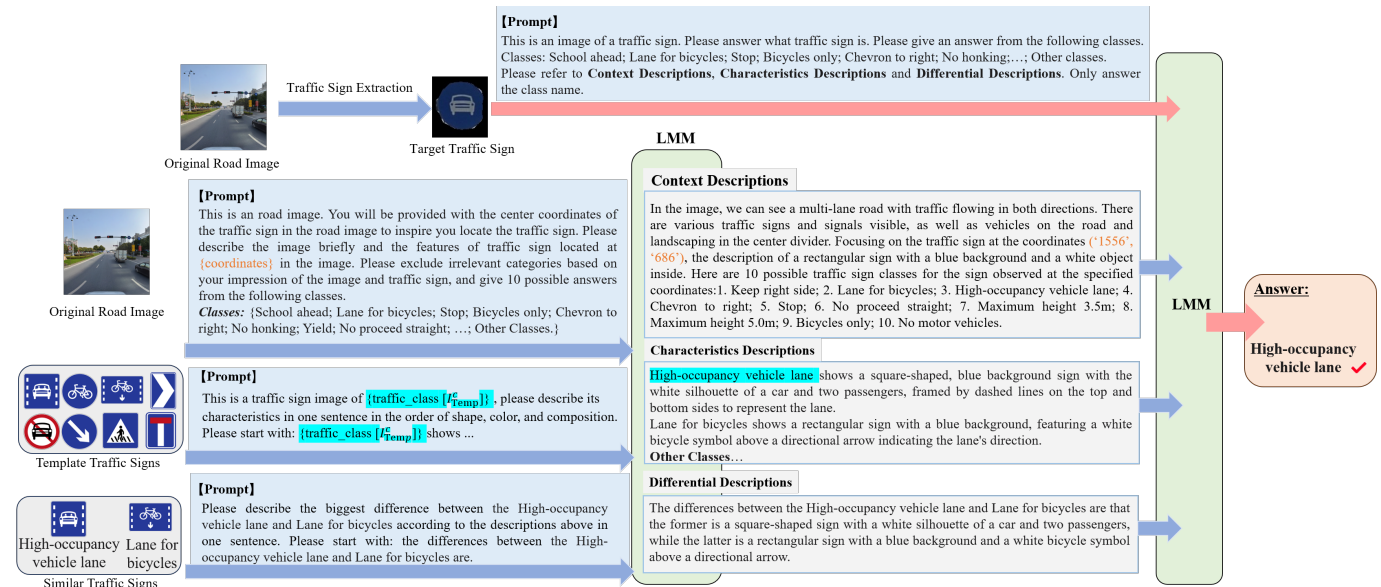 【Prompt】
This is an image of a traffic sign. Please answer what traffic sign is. Please give an answer from the following classes.
Classes: School ahead; Lane for bicycles; Stop; Bicycles only; Chevron to right; No honking;…; Other classes.
Please refer to Context Descriptions, Characteristics Descriptions and Differential Descriptions. Only answer
the class name.
Traffic Sign Extraction
Original Road Image
Target Traffic Sign
LMM
【Prompt】
This is an road image. You will be provided with the center coordinates of
the traffic sign in the road image to inspire you locate the traffic sign. Please
describe the image briefly and the features of traffic sign located at
{coordinates} in the image. Please exclude irrelevant categories based on
your impression of the image and traffic sign, and give 10 possible answers
from the following classes.
Classes: {School ahead; Lane for bicycles; Stop; Bicycles only; Chevron to
right; No honking; Yield; No proceed straight; …; Other Classes.}
Original Road Image
Context Descriptions
In the image, we can see a multi-lane road with traffic flowing in both directions. There
are various traffic signs and signals visible, as well as vehicles on the road and
landscaping in the center divider. Focusing on the traffic sign at the coordinates (‘1556’,
‘686’), the description of a rectangular sign with a blue background and a white object
inside. Here are 10 possible traffic sign classes for the sign observed at the specified
coordinates:1. Keep right side; 2. Lane for bicycles; 3. High-occupancy vehicle lane; 4.
Chevron to right; 5. Stop; 6. No proceed straight; 7. Maximum height 3.5m; 8.
Maximum height 5.0m; 9. Bicycles only; 10. No motor vehicles.
LMM
Answer:
High-occupancy
vehicle lane
Template Traffic Signs
【Prompt】
This is a traffic sign image of {traffic_class [I^c_Temp]} , please describe its
characteristics in one sentence in the order of shape, color, and composition.
Please start with: {traffic_class [I^c_Temp]} shows ...
Characteristics Descriptions
High-occupancy vehicle lane shows a square-shaped, blue background sign with the
white silhouette of a car and two passengers, framed by dashed lines on the top and
bottom sides to represent the lane.
Lane for bicycles shows a rectangular sign with a blue background, featuring a white
bicycle symbol above a directional arrow indicating the lane's direction.
Other Classes…
High-occupancy
vehicle lane
Lane for
bicycles
Similar Traffic Signs
【Prompt】
Please describe the biggest difference between the High-occupancy
vehicle lane and Lane for bicycles according to the descriptions above in
one sentence. Please start with: the differences between the High-
occupancy vehicle lane and Lane for bicycles are.
Differential Descriptions
The differences between the High-occupancy vehicle lane and Lane for bicycles are that
the former is a square-shaped sign with a white silhouette of a car and two passengers,
while the latter is a rectangular sign with a blue background and a white bicycle symbol
above a directional arrow.